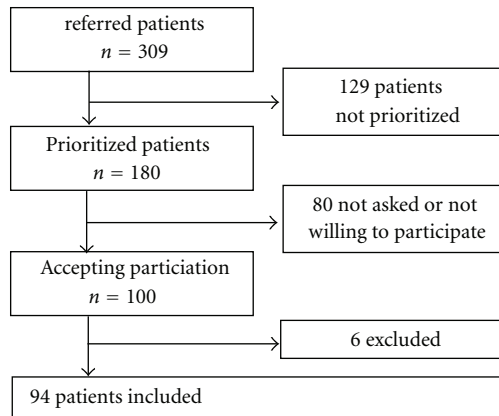 referred patients
n = 309
129 patients
not prioritized
Prioritized patients
n = 180
80 not asked or not
willing to participate
Accepting particiation
n = 100
6 excluded
94 patients included